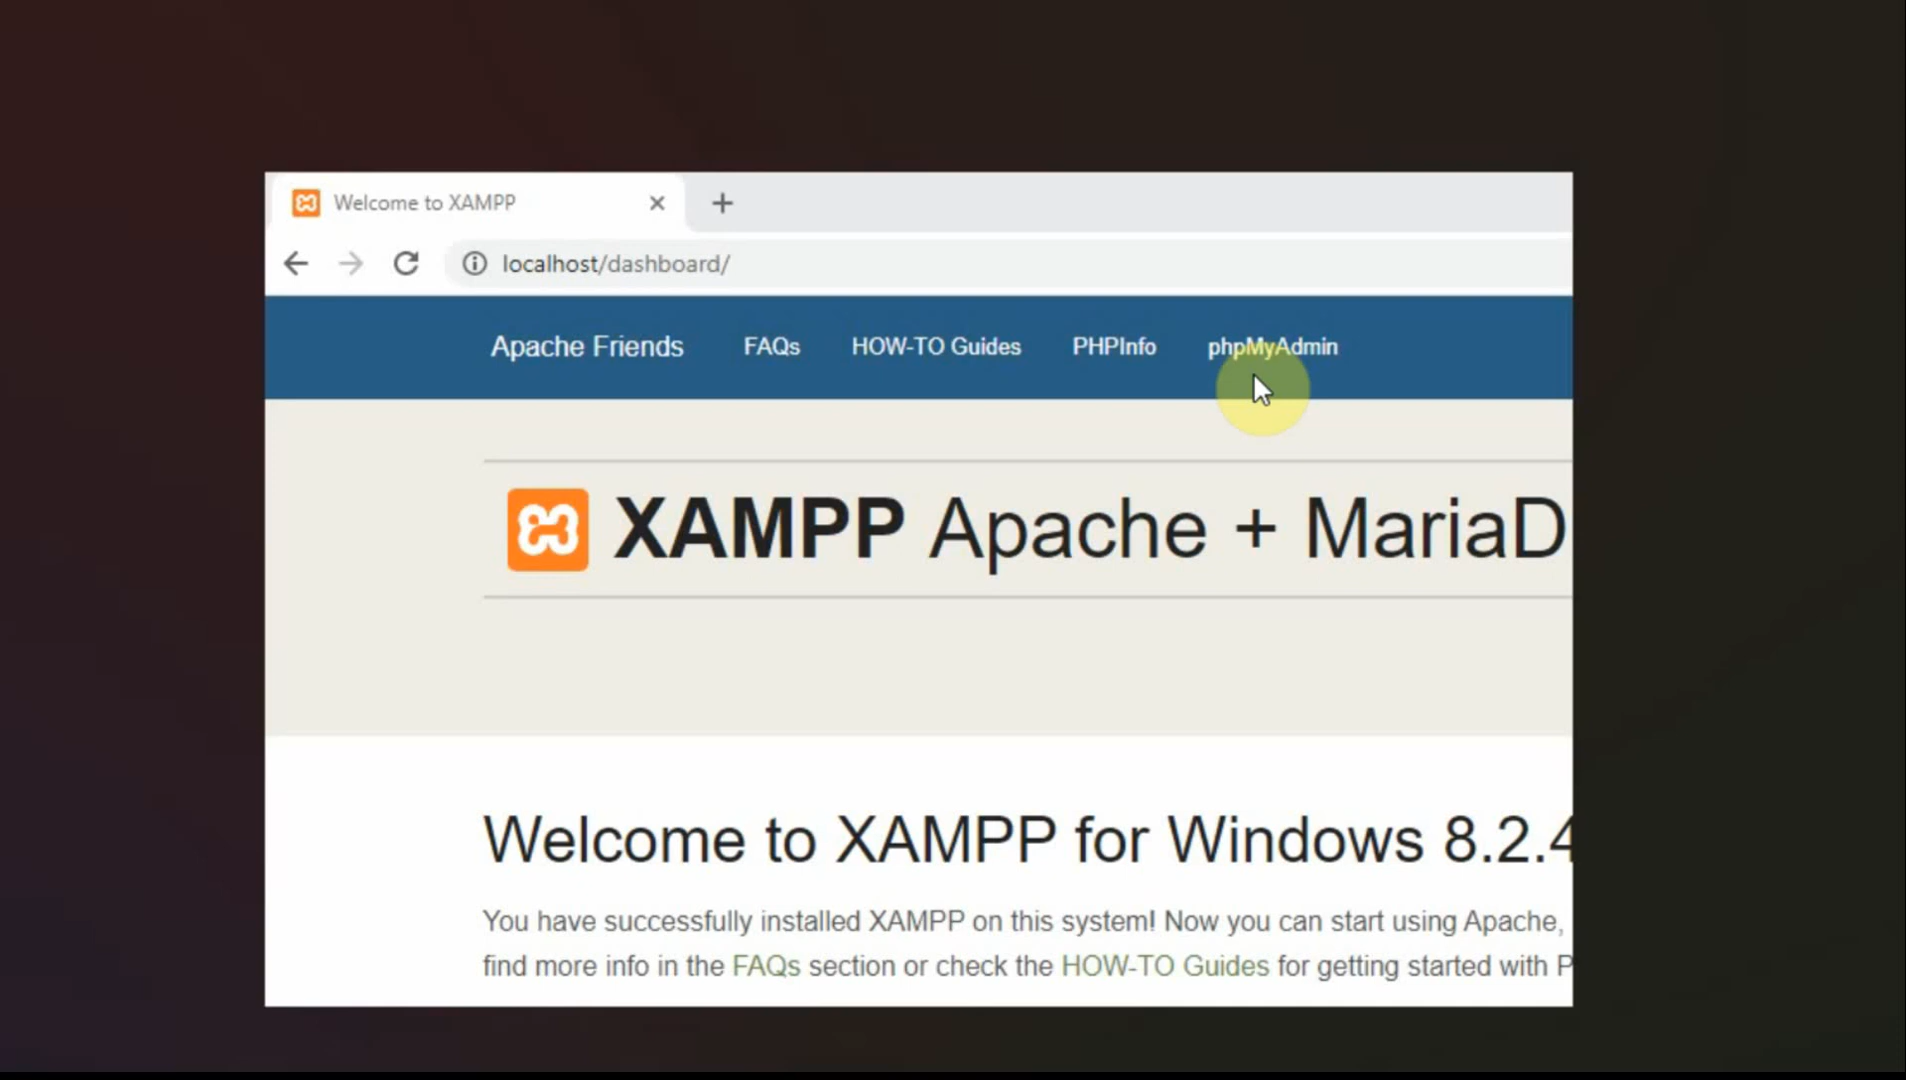 Welcome to XAMPP
localhost/dashboard/
Apache Friends FAQs HOW-TO Guides PHPInfo phpMyAdmin
XAMPP Apache + MariaD
Welcome to XAMPP for Windows 8.2.4
You have successfully installed XAMPP on this system! Now you can start using Apache,
find more info in the FAQs section or check the HOW-TO Guides for getting started with P